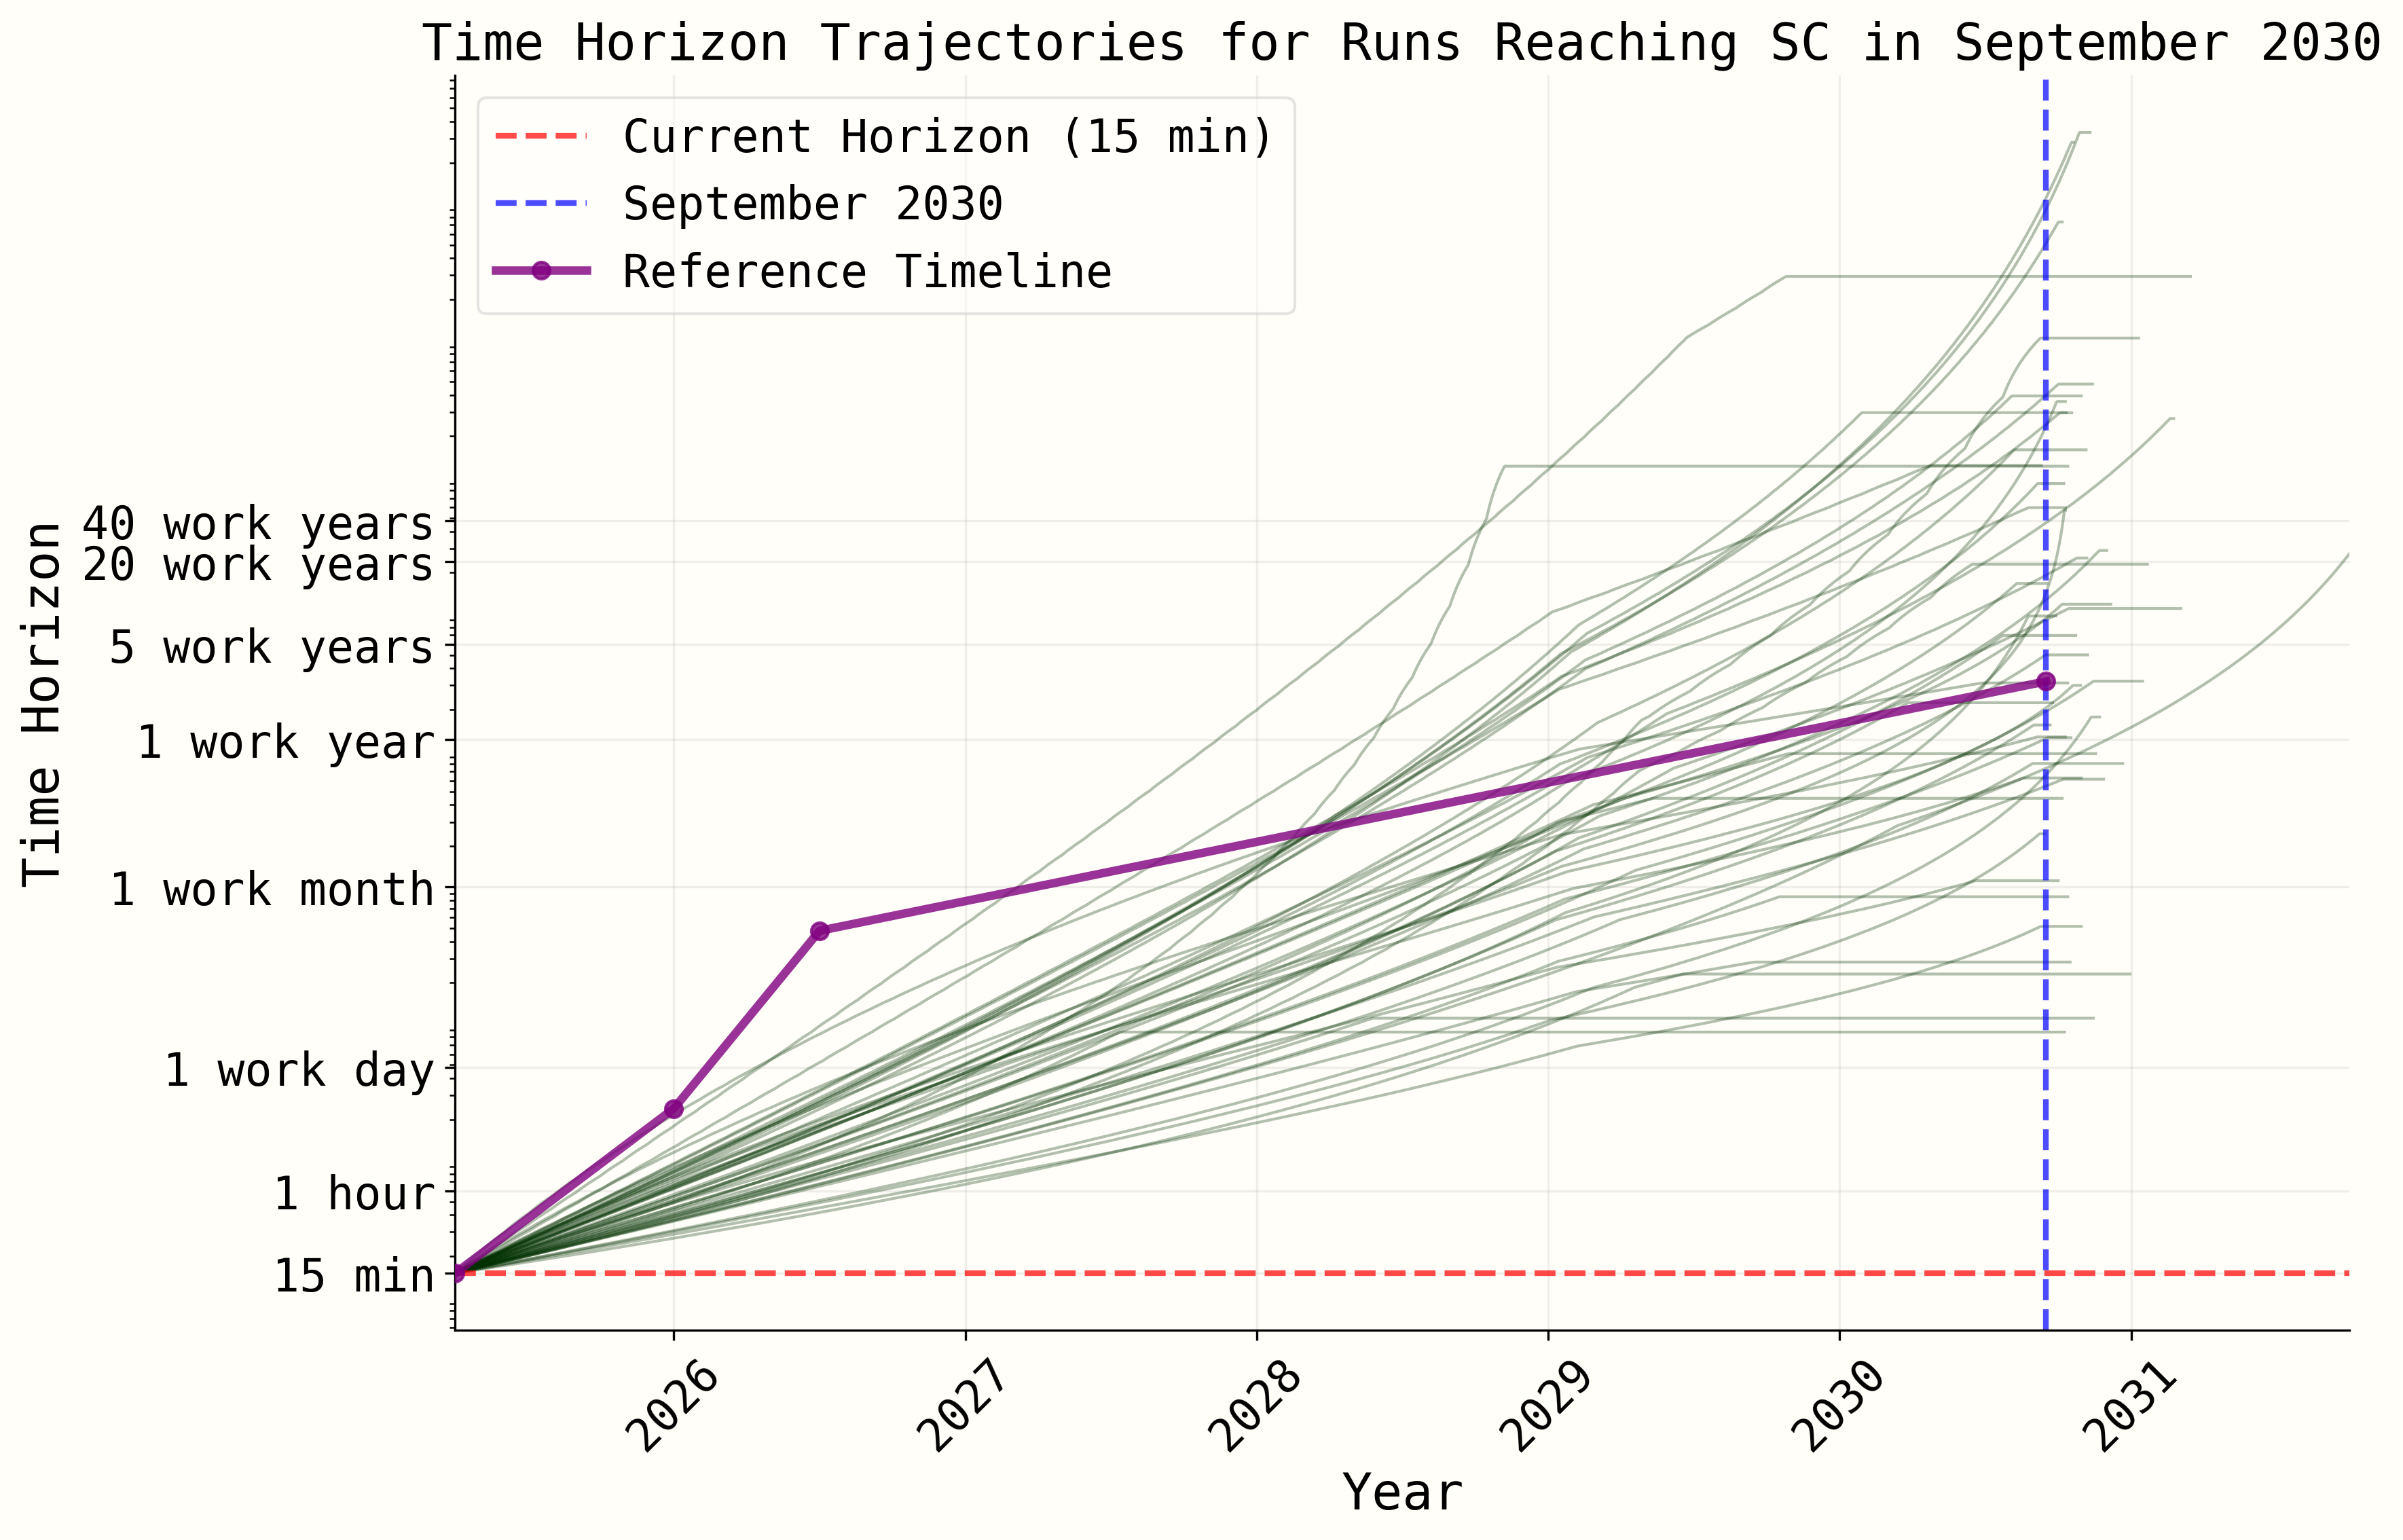 Time Horizon Trajectories for Runs Reaching SC in September 2030
Current Horizon (15 min)
September 2030
Reference Timeline
Time Horizon
40 work years
20 work years
5 work years
1 work year
1 work month
1 work day
1 hour
15 min
2026
2027
2028
2029
2030
2031
Year